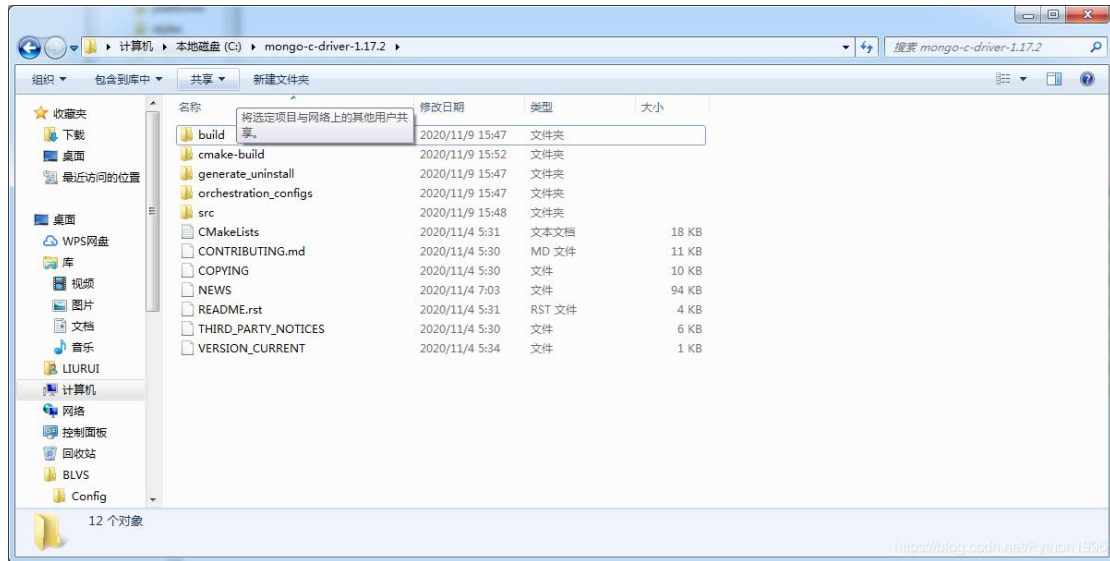 计算机 本地磁盘 (C:) mongo-c-driver-1.17.2 搜索 mongo-c-driver-1.17.2
组织 包含到库中 共享 新建文件夹
收藏夹
下载
桌面
最近访问的位置
桌面
WPS网盘
库
视频
图片
文档
音乐
LIURUI
计算机
网络
控制面板
回收站
BLVS
Config
名称 修改日期 类型 大小
将选定项目与网络上的其他用户共
享。
build 2020/11/9 15:47 文件夹
cmake-build 2020/11/9 15:52 文件夹
generate_uninstall 2020/11/9 15:47 文件夹
orchestration_configs 2020/11/9 15:47 文件夹
src 2020/11/9 15:48 文件夹
CMakeLists 2020/11/4 5:31 文本文档 18 KB
CONTRIBUTING.md 2020/11/4 5:30 MD 文件 11 KB
COPYING 2020/11/4 5:30 文件 10 KB
NEWS 2020/11/4 7:03 文件 94 KB
README.rst 2020/11/4 5:31 RST 文件 4 KB
THIRD_PARTY_NOTICES 2020/11/4 5:30 文件 6 KB
VERSION_CURRENT 2020/11/4 5:34 文件 1 KB
12 个对象
https://blog.csdn.net/Python1996